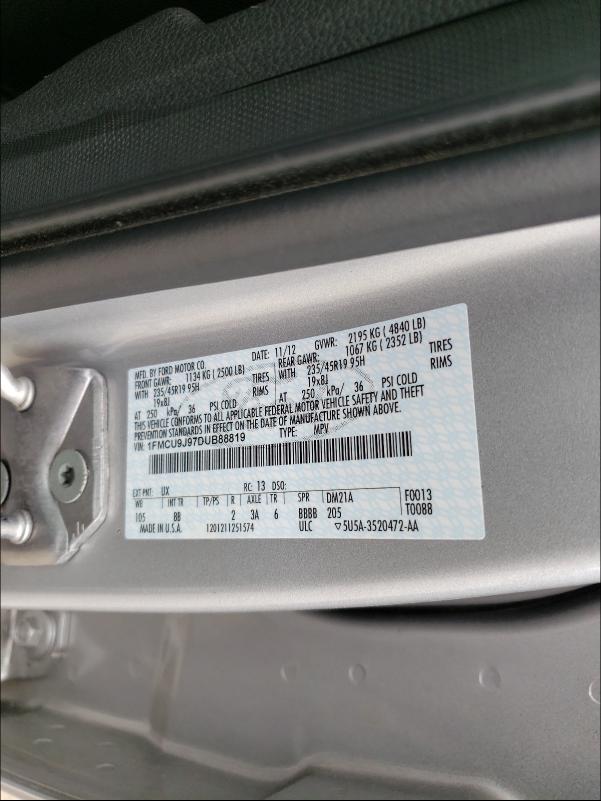 MFD. BY FORD MOTOR CO. DATE: 11/12 GVWR: 2195 KG ( 4840 LB)
FRONT GAWR: 1134 KG ( 2500 LB) REAR GAWR: 1067 KG ( 2352 LB)
WITH 235/45R19 95H TIRES WITH 235/45R19 95H TIRES
19x8J RIMS 19x8J RIMS
AT 250 kPa/ 36 PSI COLD AT 250 kPa/ 36 PSI COLD
THIS VEHICLE CONFORMS TO ALL APPLICABLE FEDERAL MOTOR VEHICLE SAFETY AND THEFT
PREVENTION STANDARDS IN EFFECT ON THE DATE OF MANUFACTURE SHOWN ABOVE.
VIN: 1FMCU9J97DUB88819 TYPE: MPV
EXT PNT: UX RC: 13 DSO:
WB INT TR TP/PS R AXLE TR SPR DM21A F0013
105 BB 2 3A 6 BBBB 205 T0088
MADE IN U.S.A. 1201211251574 ULC ▽5U5A-3520472-AA